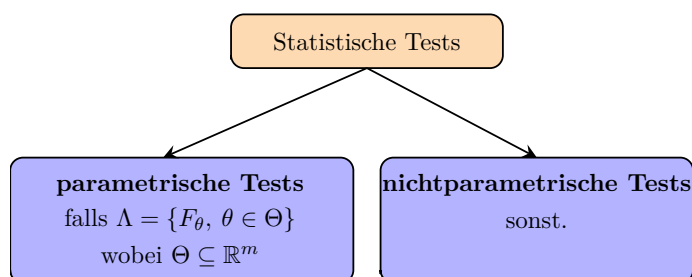 Statistische Tests
parametrische Tests
falls Λ = {F_θ, θ ∈ Θ}
wobei Θ ⊆ ℝ^m
nichtparametrische Tests
sonst.